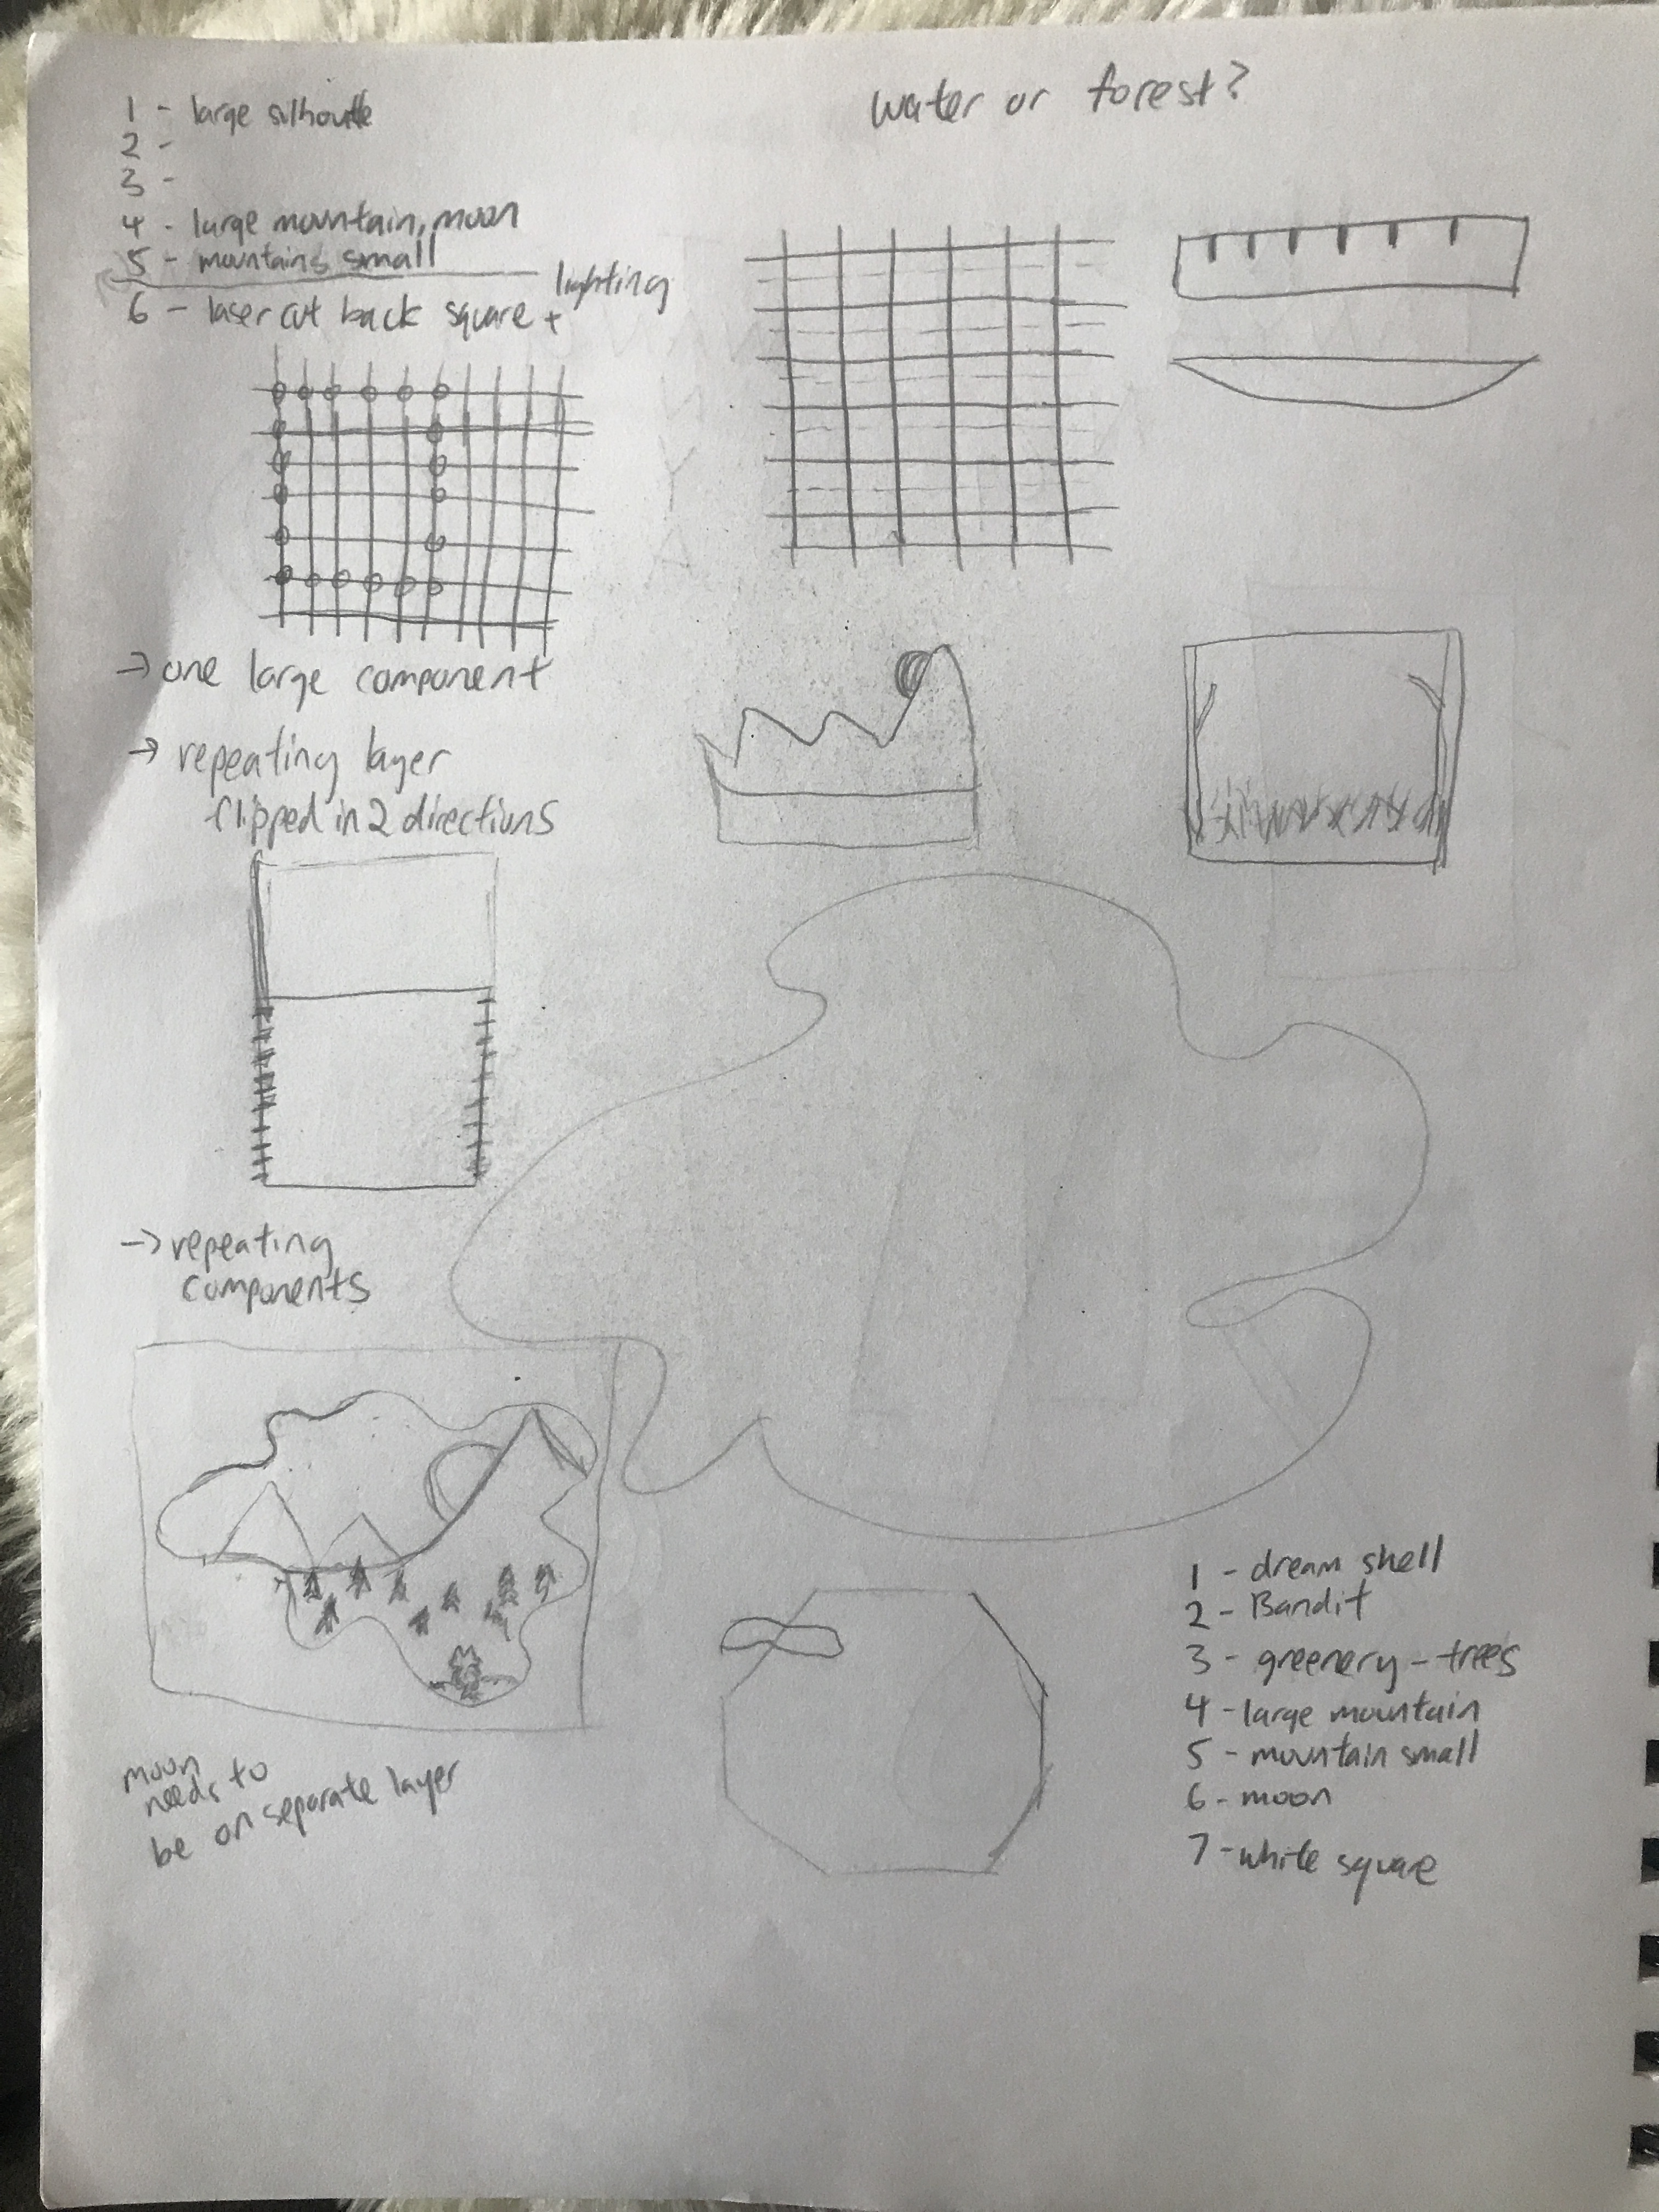 1 - large silhoutte
2 -
3 -
4 - large mountain, moon
5 - mountains small
6 - laser cut back square + lighting
water or forest?
→ one large component
→ repeating layer
flipped in 2 directions
→ repeating
components
moon
needs to
be on separate layer
1 - dream shell
2 - Bandit
3 - greenery - trees
4 - large mountain
5 - mountain small
6 - moon
7 - white square